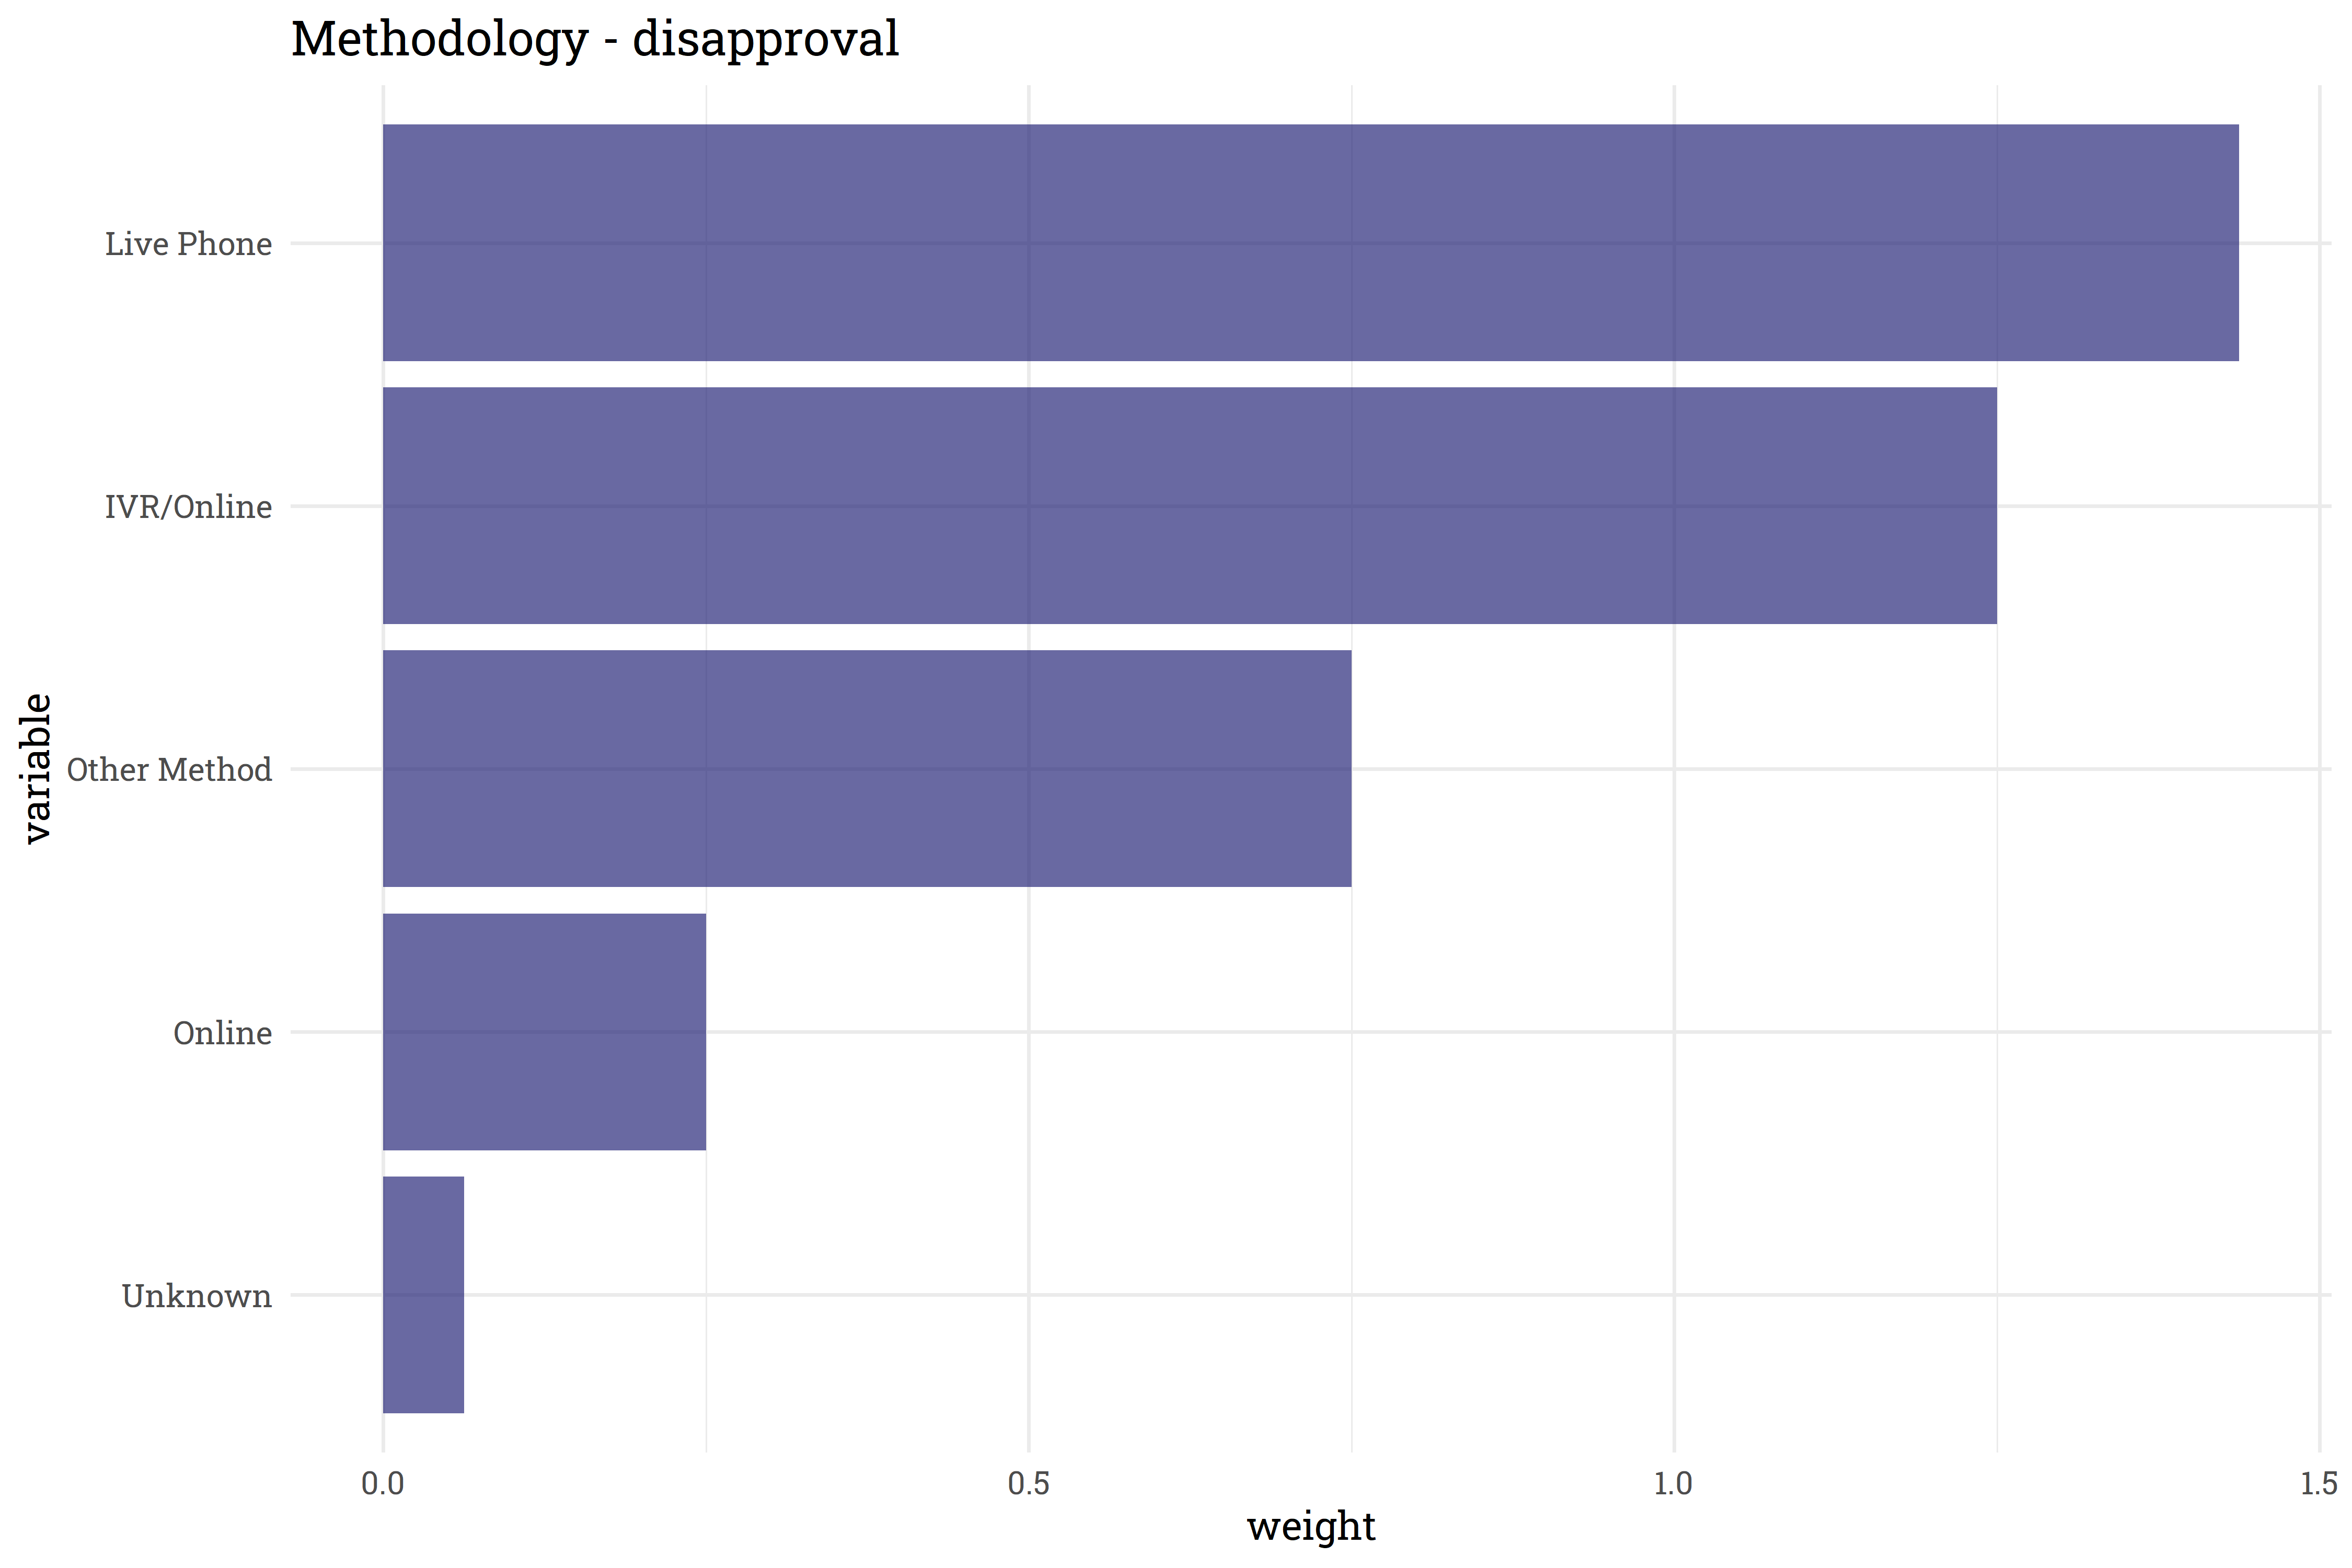 Methodology - disapproval
variable
Live Phone
IVR/Online
Other Method
Online
Unknown
0.0 0.5 1.0 1.5
weight